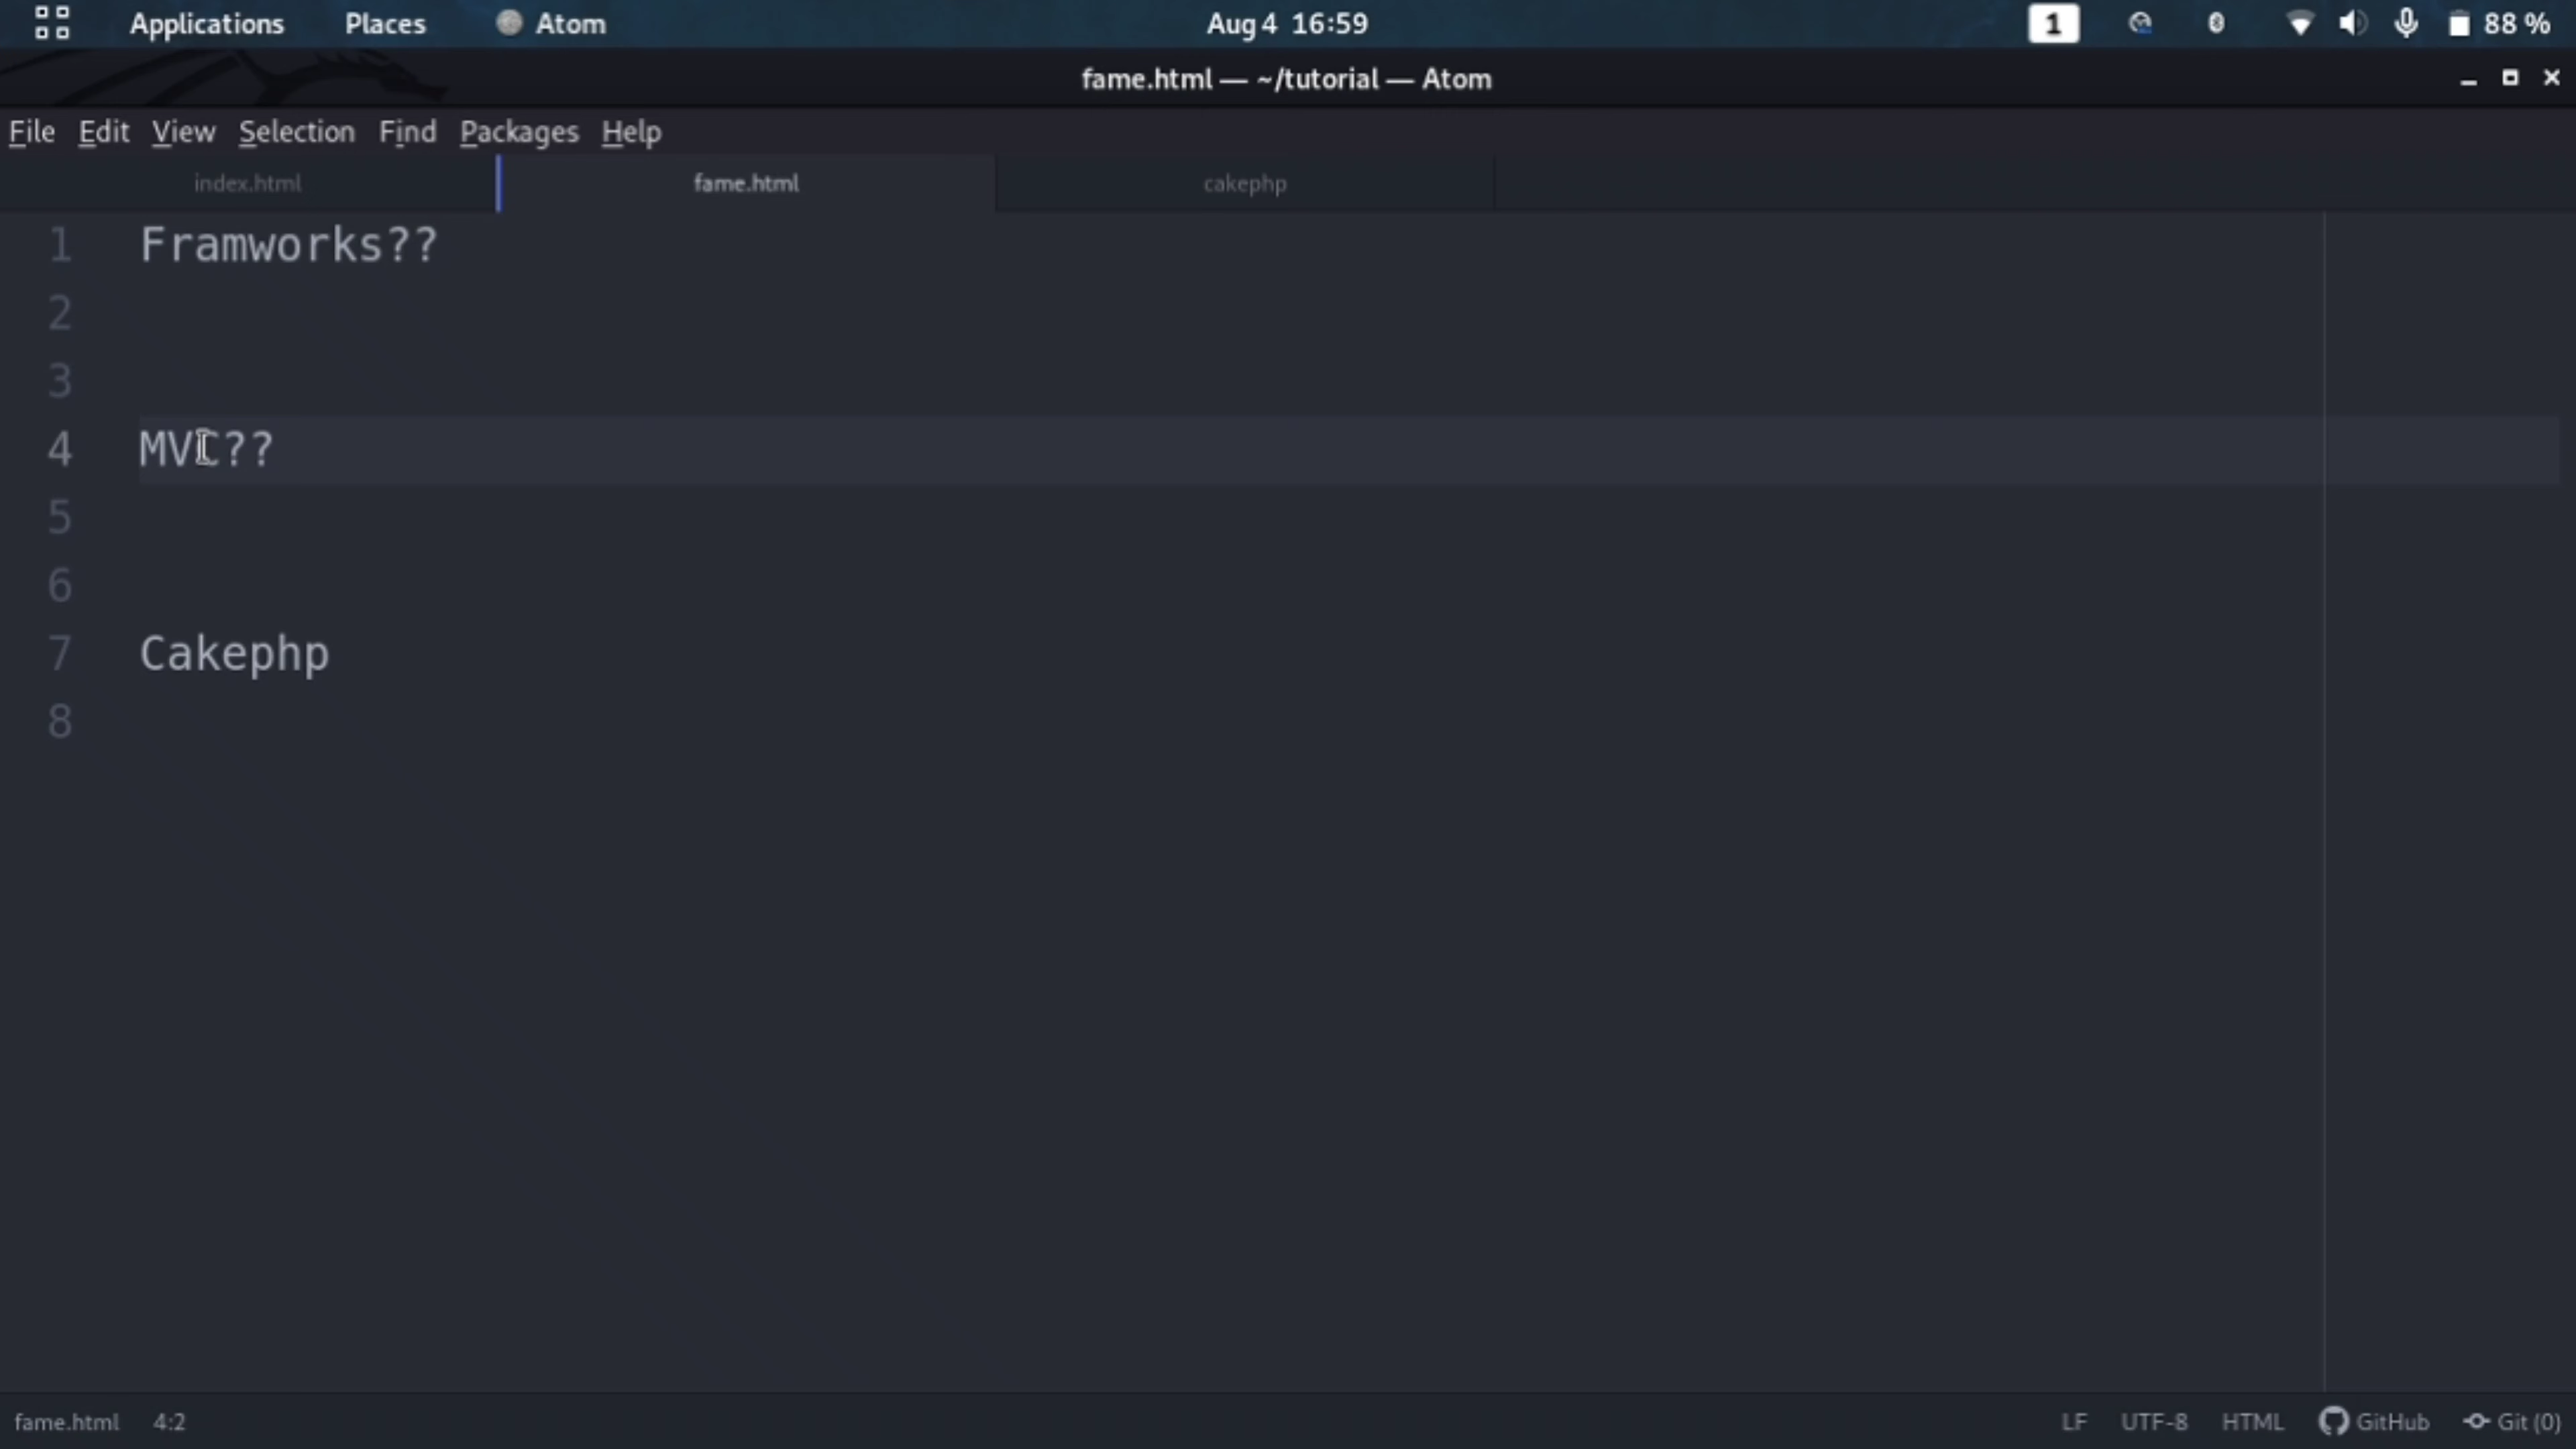 Applications Places Atom Aug 4 16:59 1 88 %
fame.html — ~/tutorial — Atom
File Edit View Selection Find Packages Help
index.html fame.html cakephp
1 Framworks??
2
3
4 MVC??
5
6
7 Cakephp
8
fame.html 4:2 LF UTF-8 HTML GitHub Git (0)